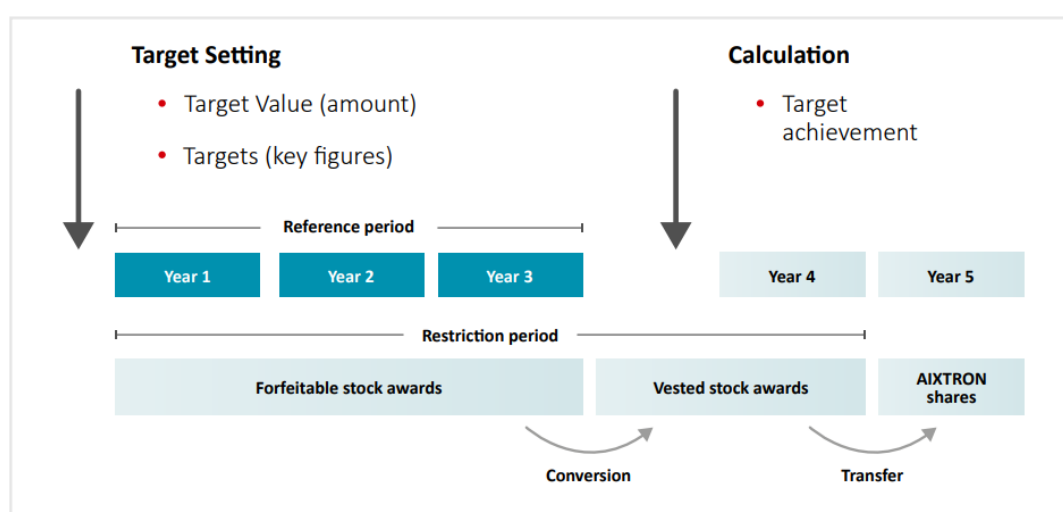 Target Setting
• Target Value (amount)
• Targets (key figures)
Calculation
• Target
achievement
Reference period
Year 1
Year 2
Year 3
Year 4
Year 5
Restriction period
Forfeitable stock awards
Vested stock awards
AIXTRON
shares
Conversion
Transfer